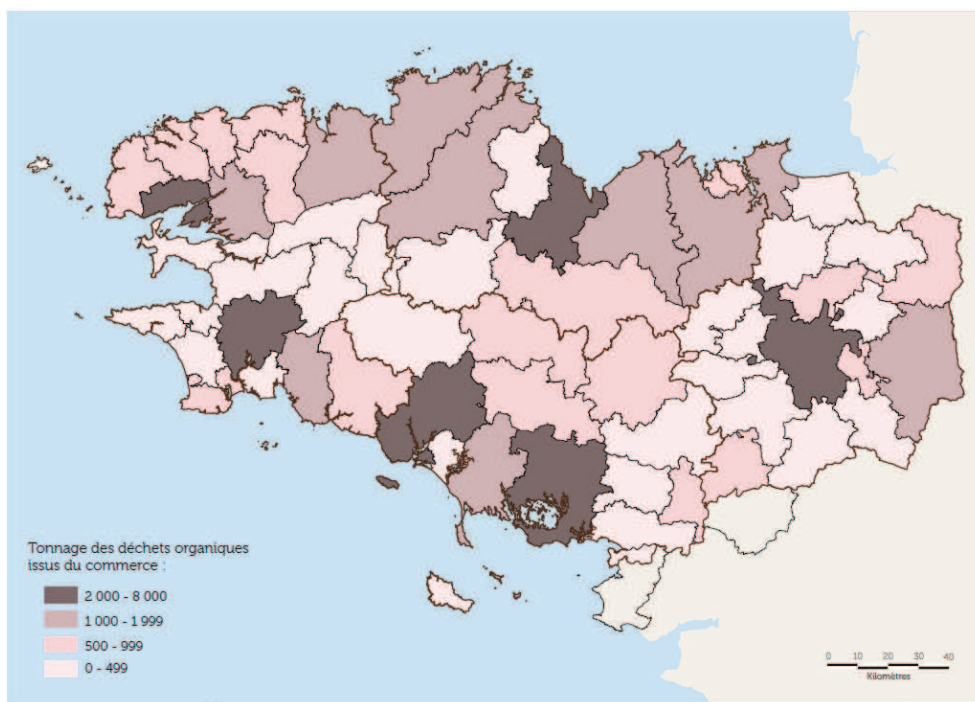 Tonnage des déchets organiques
issus du commerce :
2 000 - 8 000
1 000 - 1 999
500 - 999
0 - 499
0 10 20 30 40
Kilomètres